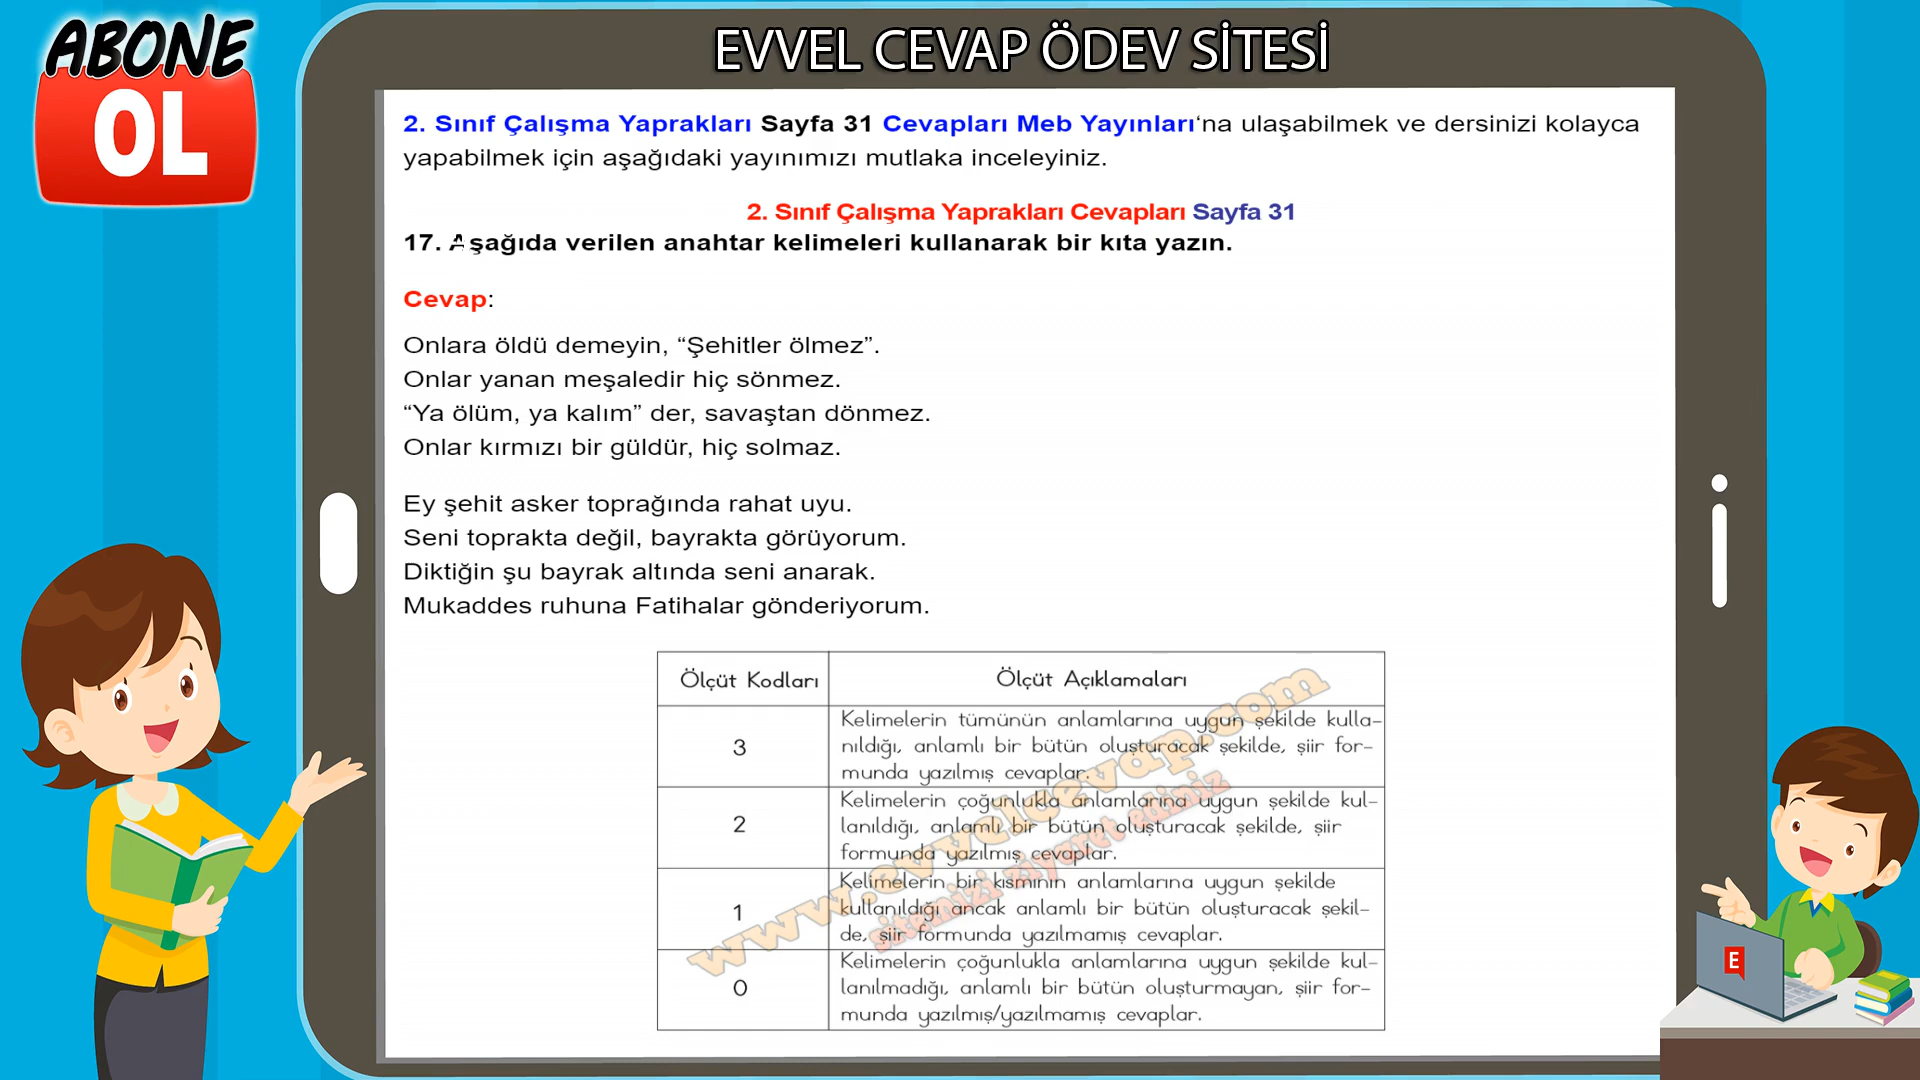 ABONE
OL
EVVEL CEVAP ÖDEV SİTESİ
2. Sınıf Çalışma Yaprakları Sayfa 31 Cevapları Meb Yayınları‘na ulaşabilmek ve dersinizi kolayca
yapabilmek için aşağıdaki yayınımızı mutlaka inceleyiniz.
2. Sınıf Çalışma Yaprakları Cevapları Sayfa 31
17. Aşağıda verilen anahtar kelimeleri kullanarak bir kıta yazın.
Cevap:
Onlara öldü demeyin, “Şehitler ölmez”.
Onlar yanan meşaledir hiç sönmez.
“Ya ölüm, ya kalım” der, savaştan dönmez.
Onlar kırmızı bir güldür, hiç solmaz.
Ey şehit asker toprağında rahat uyu.
Seni toprakta değil, bayrakta görüyorum.
Diktiğin şu bayrak altında seni anarak.
Mukaddes ruhuna Fatihalar gönderiyorum.
Ölçüt Kodları
Ölçüt Açıklamaları
3
Kelimelerin tümünün anlamlarına uygun şekilde kulla-
nıldığı, anlamlı bir bütün oluşturacak şekilde, şiir for-
munda yazılmış cevaplar.
2
Kelimelerin çoğunlukla anlamlarına uygun şekilde kul-
lanıldığı, anlamlı bir bütün oluşturacak şekilde, şiir
formunda yazılmış cevaplar.
1
Kelimelerin bir kısmının anlamlarına uygun şekilde
kullanıldığı ancak anlamlı bir bütün oluşturacak şekil-
de, şiir formunda yazılmamış cevaplar.
0
Kelimelerin çoğunlukla anlamlarına uygun şekilde kul-
lanılmadığı, anlamlı bir bütün oluşturmayan, şiir for-
munda yazılmış/yazılmamış cevaplar.
www.evvelcevap.com
sitemizi ziyaret ediniz
E